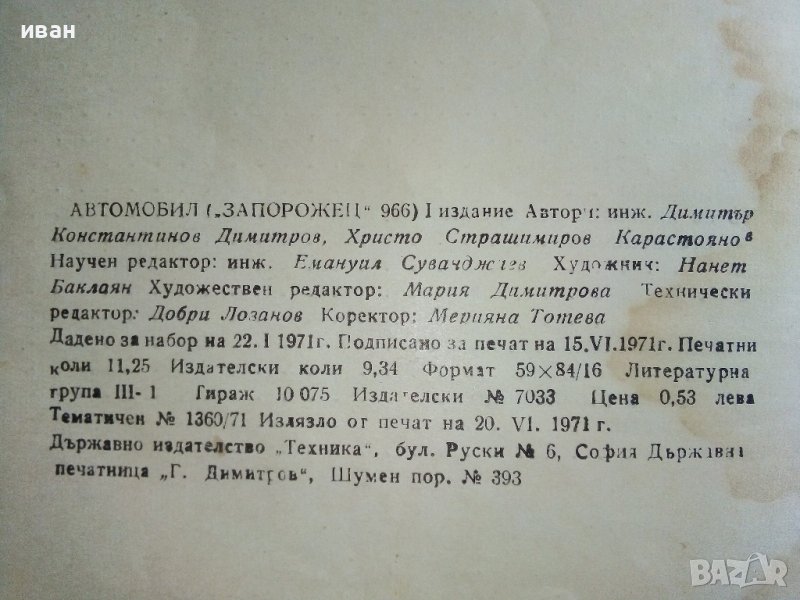 иван
АВТОМОБИЛ („ЗАПОРОЖЕЦ“ 966) I издание Автори: инж. Димитър
Константинов Димитров, Христо Страшимиров Карастоянов
Научен редактор: инж. Емануил Суваджиев Художник: Нанет
Баклаян Художествен редактор: Мария Димитрова Технически
редактор: Добри Лозанов Коректор: Мерияна Тотева
Дадено за набор на 22. I 1971г. Подписано за печат на 15. VI.1971г. Печатни
коли 11,25 Издателски коли 9,34 Формат 59×84/16 Литературна
група III-1 Тираж 10 075 Издателски № 7033 Цена 0,53 лева
Тематичен № 1360/71 Излязло от печат на 20. VI. 1971 г.
Държавно издателство „Техника“, бул. Руски № 6, София Държавна
печатница „Г. Димитров“, Шумен пор. № 393
BAZAR